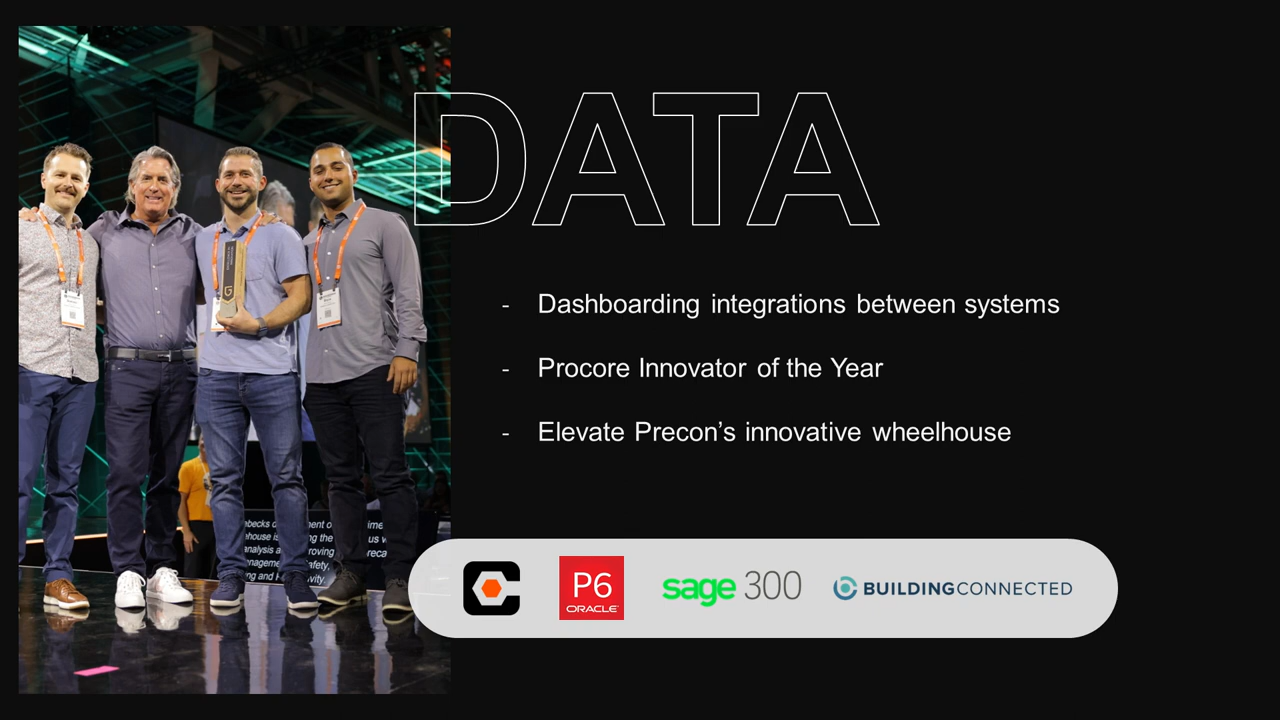 DATA
- Dashboarding integrations between systems
- Procore Innovator of the Year
- Elevate Precon’s innovative wheelhouse
P6
ORACLE
sage 300
BUILDINGCONNECTED